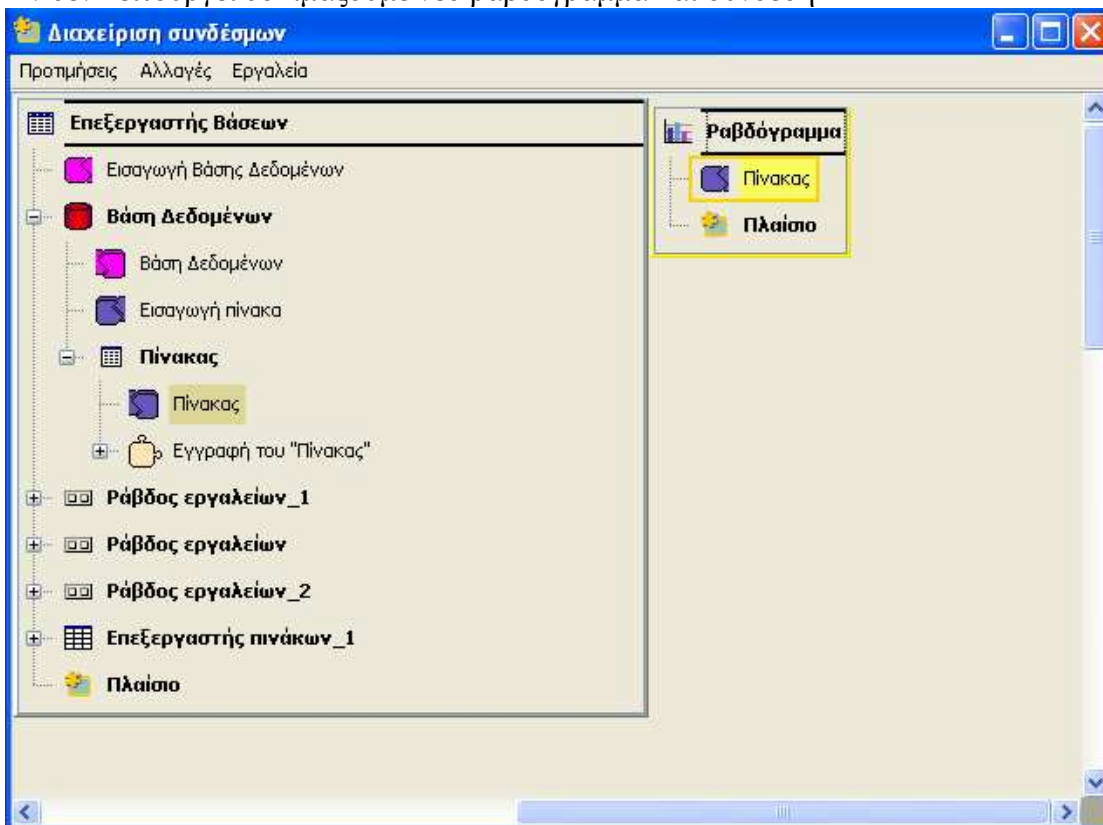 Διαχείριση συνδέσμων
Προτιμήσεις Αλλαγές Εργαλεία
Επεξεργαστής Βάσεων
Εισαγωγή Βάσης Δεδομένων
Βάση Δεδομένων
Βάση Δεδομένων
Εισαγωγή πίνακα
Πίνακας
Πίνακας
Εγγραφή του "Πίνακας"
Ράβδος εργαλείων_1
Ράβδος εργαλείων
Ράβδος εργαλείων_2
Επεξεργαστής πινάκων_1
Πλαίσιο
Ραβδόγραμμα
Πίνακας
Πλαίσιο